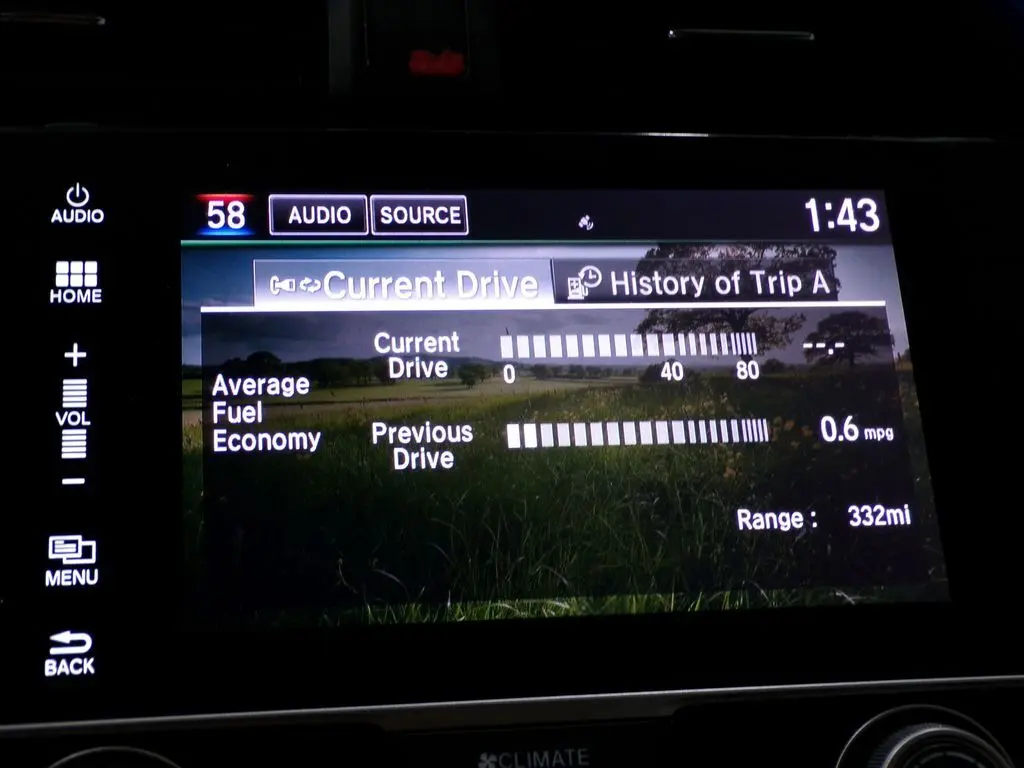 AUDIO
58
AUDIO
SOURCE
1:43
HOME
Current Drive
History of Trip A
Current
Drive
--.-
0
40
80
Average
Fuel
Economy
Previous
Drive
0.6 mpg
Range : 332mi
+
VOL
−
MENU
BACK
CLIMATE